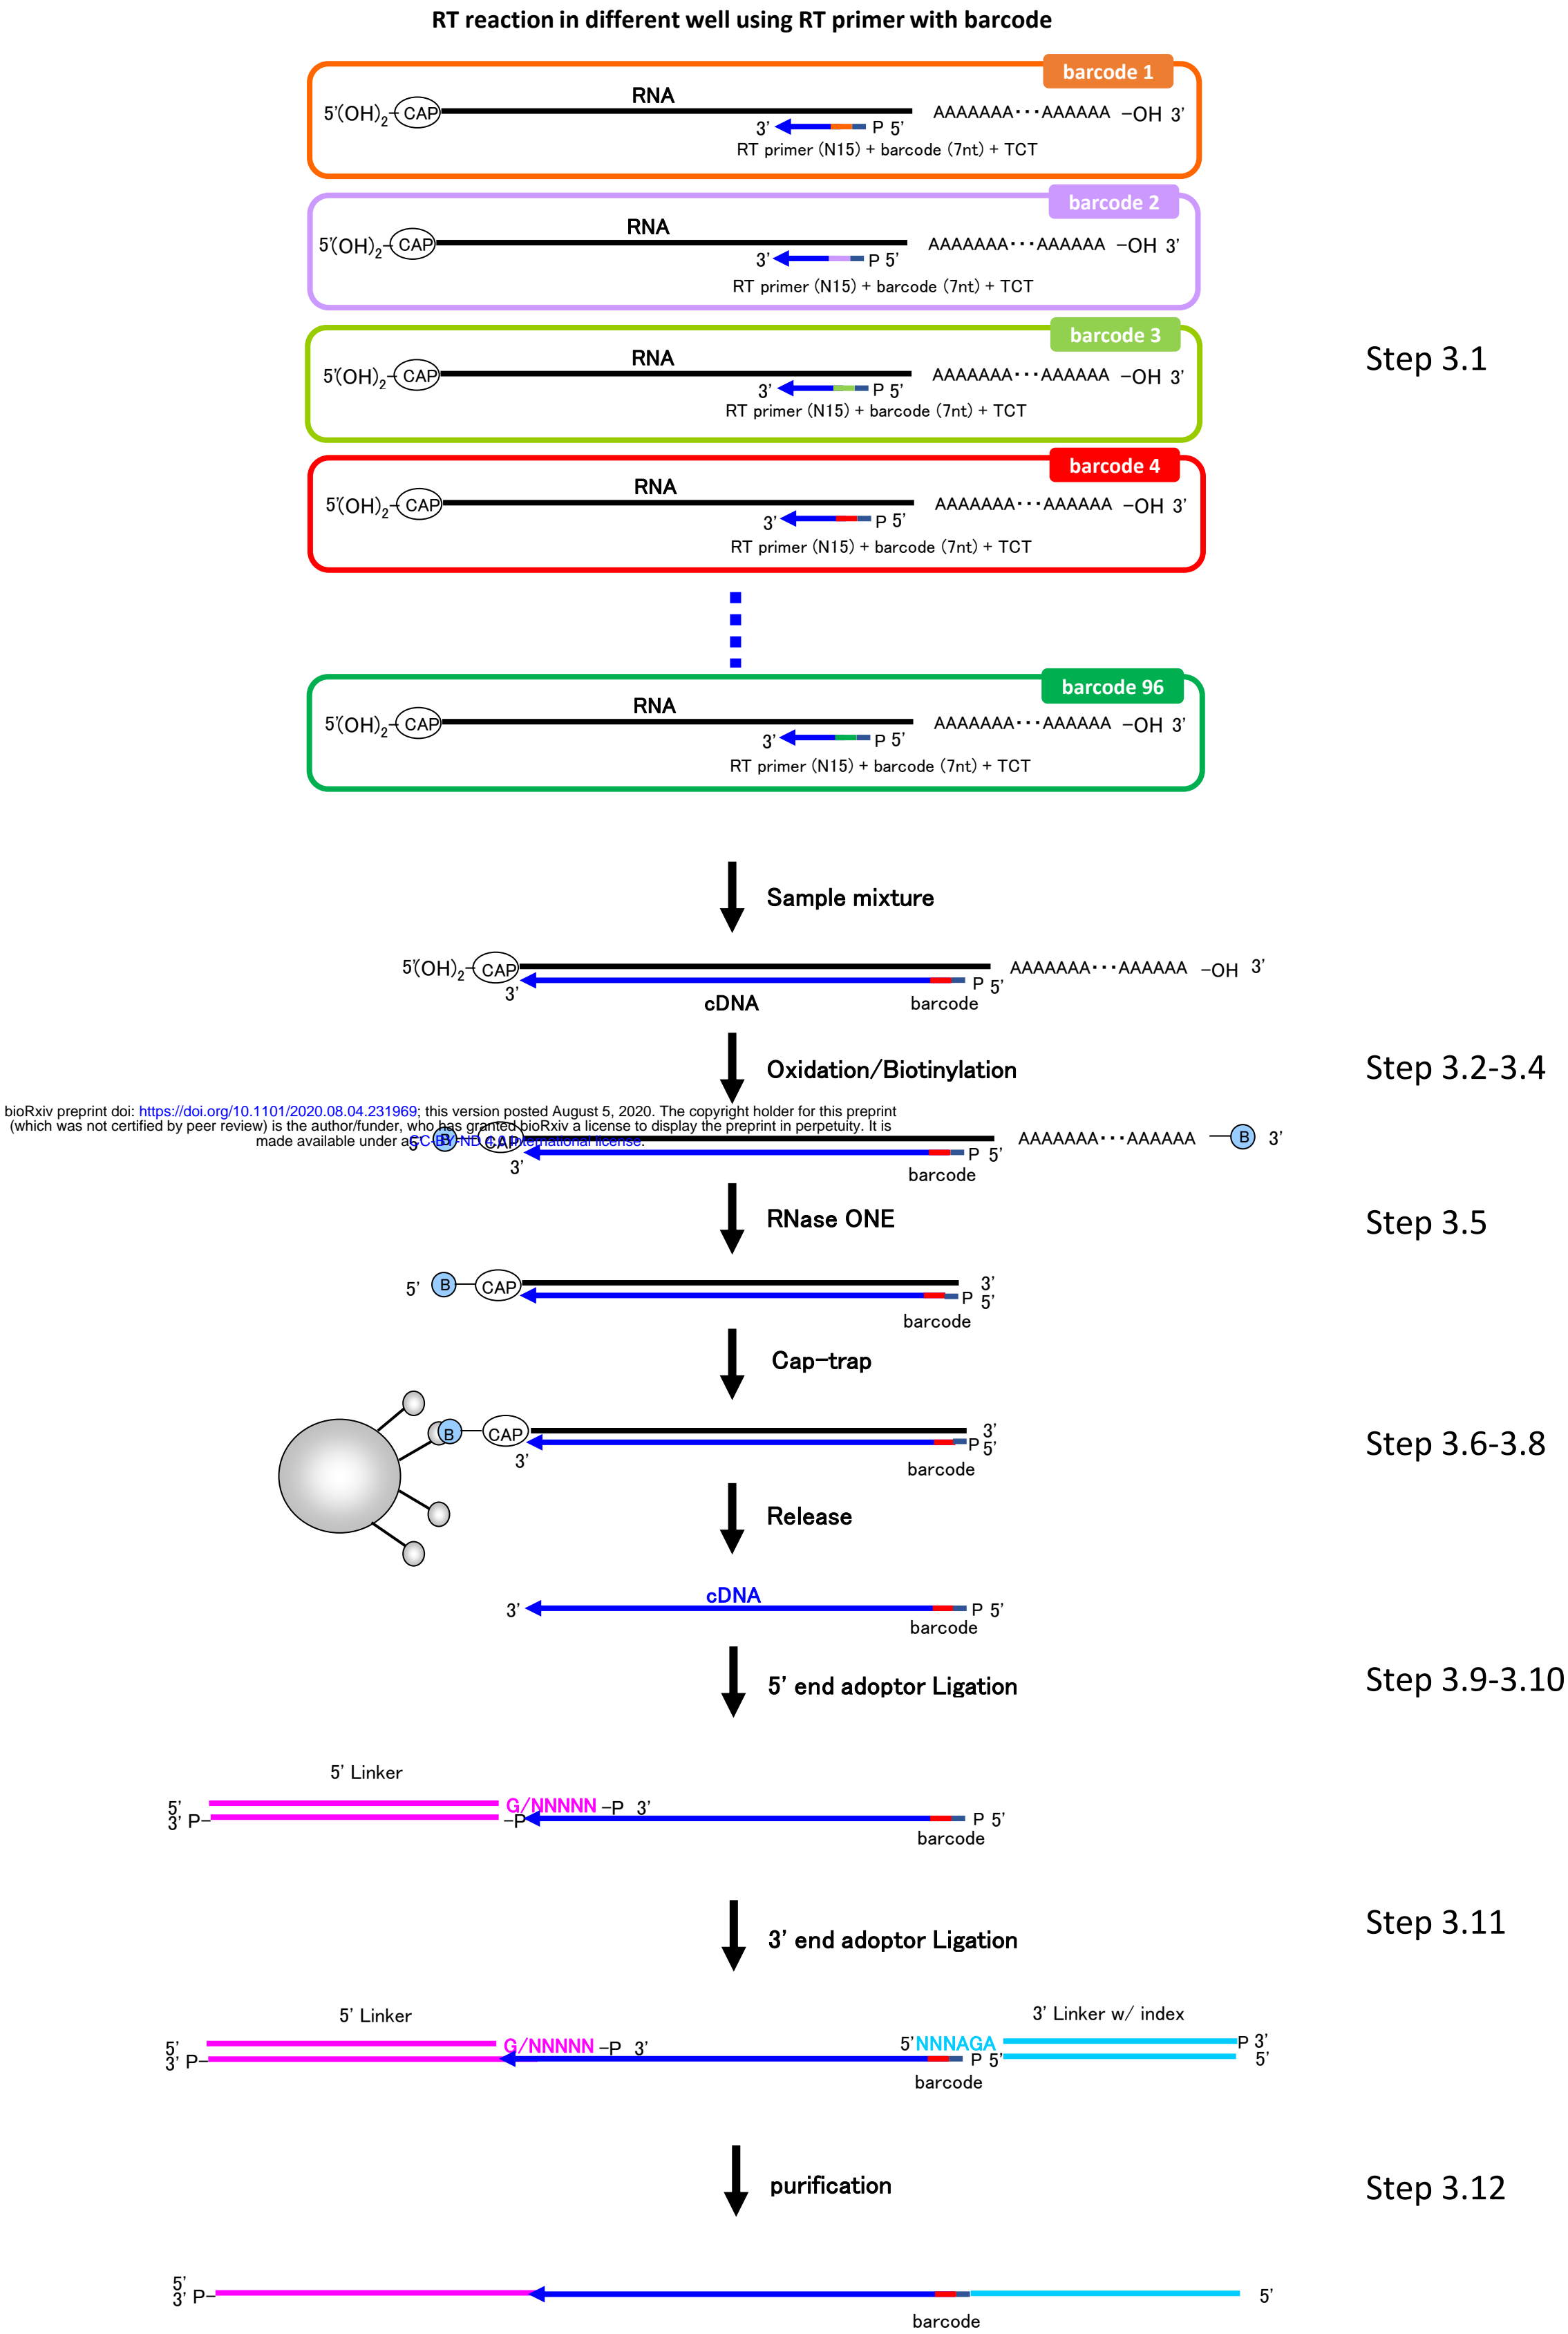 RT reaction in different well using RT primer with barcode
barcode 1
RNA
5'(OH)2-CAP AAAAAAA···AAAAAA -OH 3'
3' P 5'
RT primer (N15) + barcode (7nt) + TCT
barcode 2
RNA
5'(OH)2-CAP AAAAAAA···AAAAAA -OH 3'
3' P 5'
RT primer (N15) + barcode (7nt) + TCT
barcode 3
RNA
5'(OH)2-CAP AAAAAAA···AAAAAA -OH 3'
3' P 5'
RT primer (N15) + barcode (7nt) + TCT
Step 3.1
barcode 4
RNA
5'(OH)2-CAP AAAAAAA···AAAAAA -OH 3'
3' P 5'
RT primer (N15) + barcode (7nt) + TCT
barcode 96
RNA
5'(OH)2-CAP AAAAAAA···AAAAAA -OH 3'
3' P 5'
RT primer (N15) + barcode (7nt) + TCT
Sample mixture
5'(OH)2-CAP AAAAAAA···AAAAAA -OH 3'
3' P 5'
cDNA barcode
Oxidation/Biotinylation
Step 3.2-3.4
bioRxiv preprint doi: https://doi.org/10.1101/2020.08.04.231969; this version posted August 5, 2020. The copyright holder for this preprint
(which was not certified by peer review) is the author/funder, who has granted bioRxiv a license to display the preprint in perpetuity. It is
made available under aCC-BY-ND 4.0 International license.
5' B CAP AAAAAAA···AAAAAA B 3'
3' P 5'
barcode
RNase ONE
Step 3.5
5' B CAP 3'
P 5'
barcode
Cap-trap
B CAP 3'
3' P 5'
barcode
Step 3.6-3.8
Release
cDNA
3' P 5'
barcode
5' end adoptor Ligation
Step 3.9-3.10
5' Linker
5' G/NNNNN -P 3'
3' P- -P P 5'
barcode
3' end adoptor Ligation
Step 3.11
5' Linker 3' Linker w/ index
5' G/NNNNN -P 3' 5'NNNAGA P 3'
3' P- P 5' 5'
barcode
purification
Step 3.12
5'
3' P- 5'
barcode